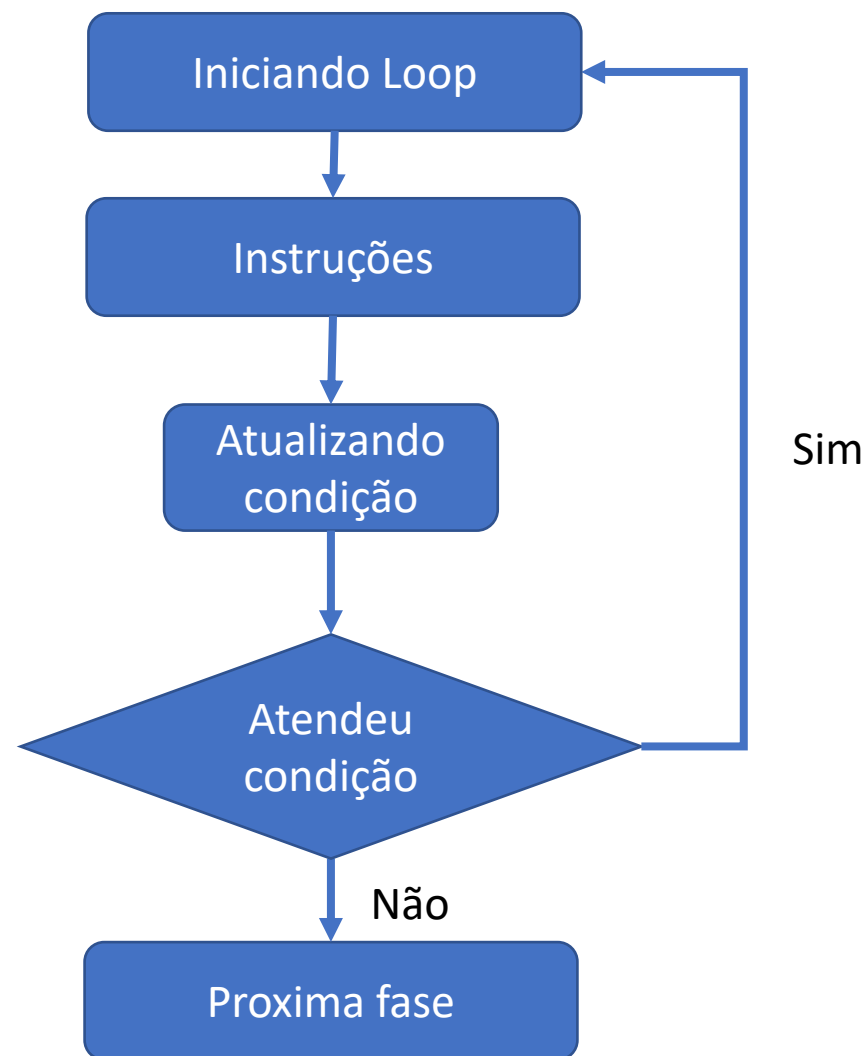 Iniciando Loop
Instruções
Atualizando
condição
Sim
Atendeu
condição
Não
Proxima fase